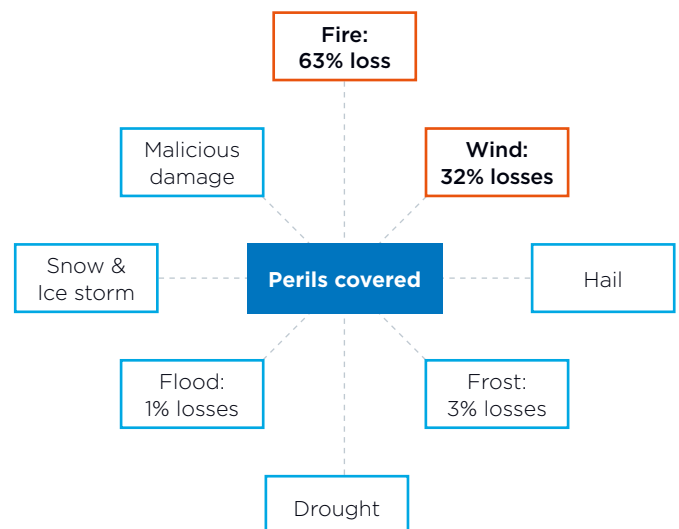 Fire:
63% loss
Malicious
damage
Wind:
32% losses
Snow &
Ice storm
Perils covered
Hail
Flood:
1% losses
Frost:
3% losses
Drought